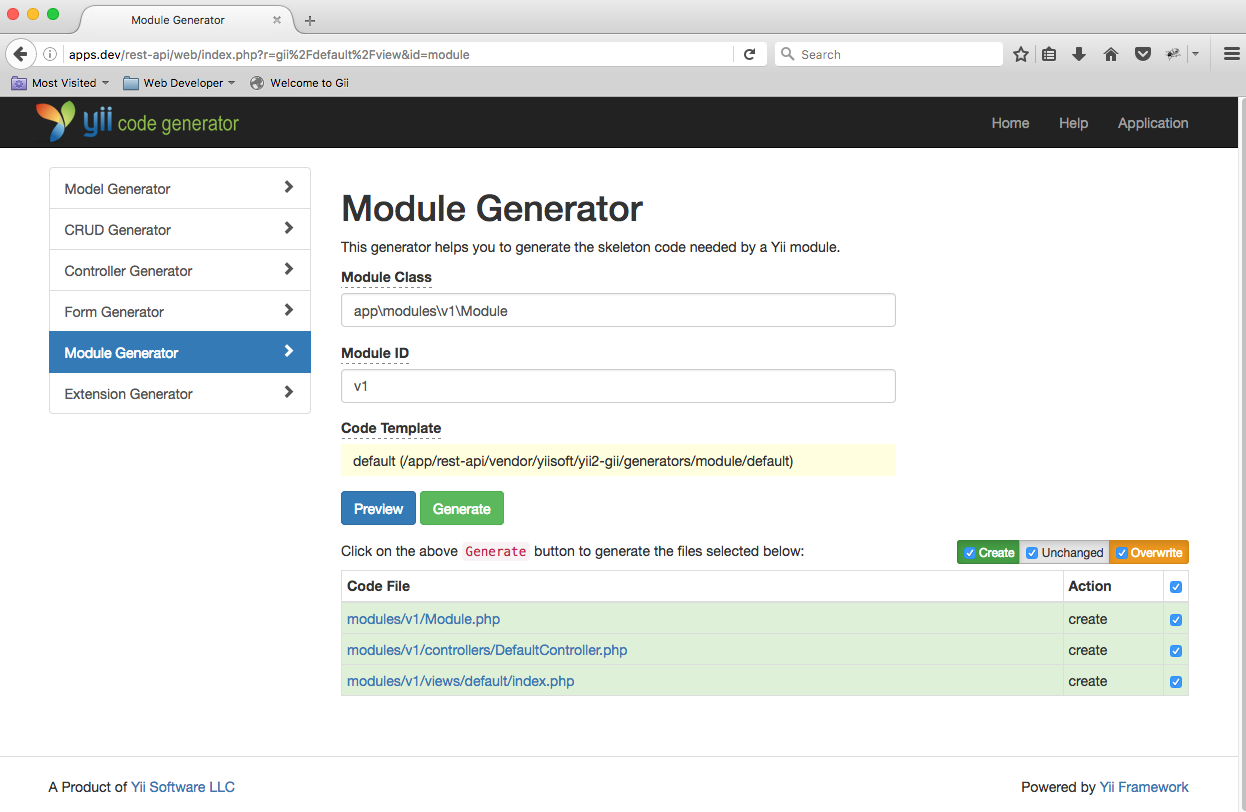 Module Generator
apps.dev/rest-api/web/index.php?r=gii%2Fdefault%2Fview&id=module
Search
Most Visited Web Developer Welcome to Gii
yii code generator
Home Help Application
Model Generator
CRUD Generator
Controller Generator
Form Generator
Module Generator
Extension Generator
Module Generator
This generator helps you to generate the skeleton code needed by a Yii module.
Module Class
app\modules\v1\Module
Module ID
v1
Code Template
default (/app/rest-api/vendor/yiisoft/yii2-gii/generators/module/default)
Preview Generate
Click on the above Generate button to generate the files selected below:
Create Unchanged Overwrite
Code File Action
modules/v1/Module.php create
modules/v1/controllers/DefaultController.php create
modules/v1/views/default/index.php create
A Product of Yii Software LLC
Powered by Yii Framework